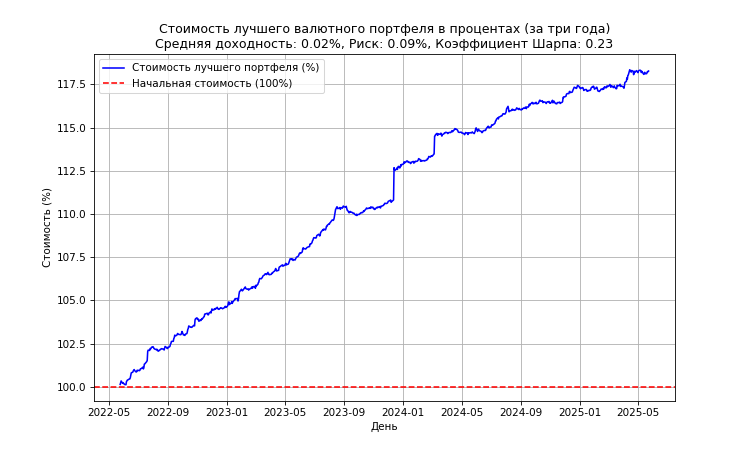 Стоимость лучшего валютного портфеля в процентах (за три года)
Средняя доходность: 0.02%, Риск: 0.09%, Коэффициент Шарпа: 0.23
Стоимость лучшего портфеля (%)
Начальная стоимость (100%)
Стоимость (%)
117.5
115.0
112.5
110.0
107.5
105.0
102.5
100.0
2022-05 2022-09 2023-01 2023-05 2023-09 2024-01 2024-05 2024-09 2025-01 2025-05
День